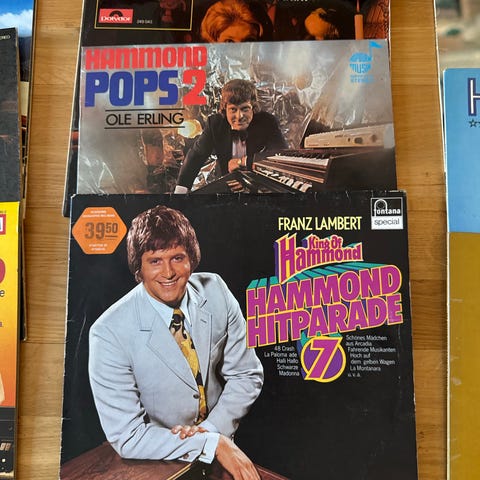 Polydor
HAMMOND
POPS 2
OLE ERLING
MUSIK
FRANZ LAMBERT
fontana
special
39.50
King Of
Hammond
HAMMOND
HITPARADE
7
48 Crash
La Paloma ade
Halli Hallo
Schwarze
Madonna
Schönes Mädchen
aus Arcadia
Fahrende Musikanten
Hoch auf
dem gelben Wagen
La Montanara
u.v.a.
H